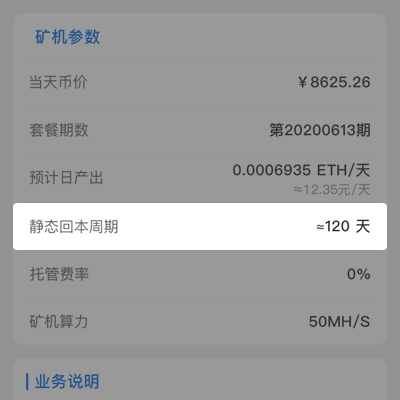 矿机参数
当天币价
¥8625.26
套餐期数
第20200613期
预计日产出
0.0006935 ETH/天
≈12.35元/天
静态回本周期
≈120 天
托管费率
0%
矿机算力
50MH/S
业务说明